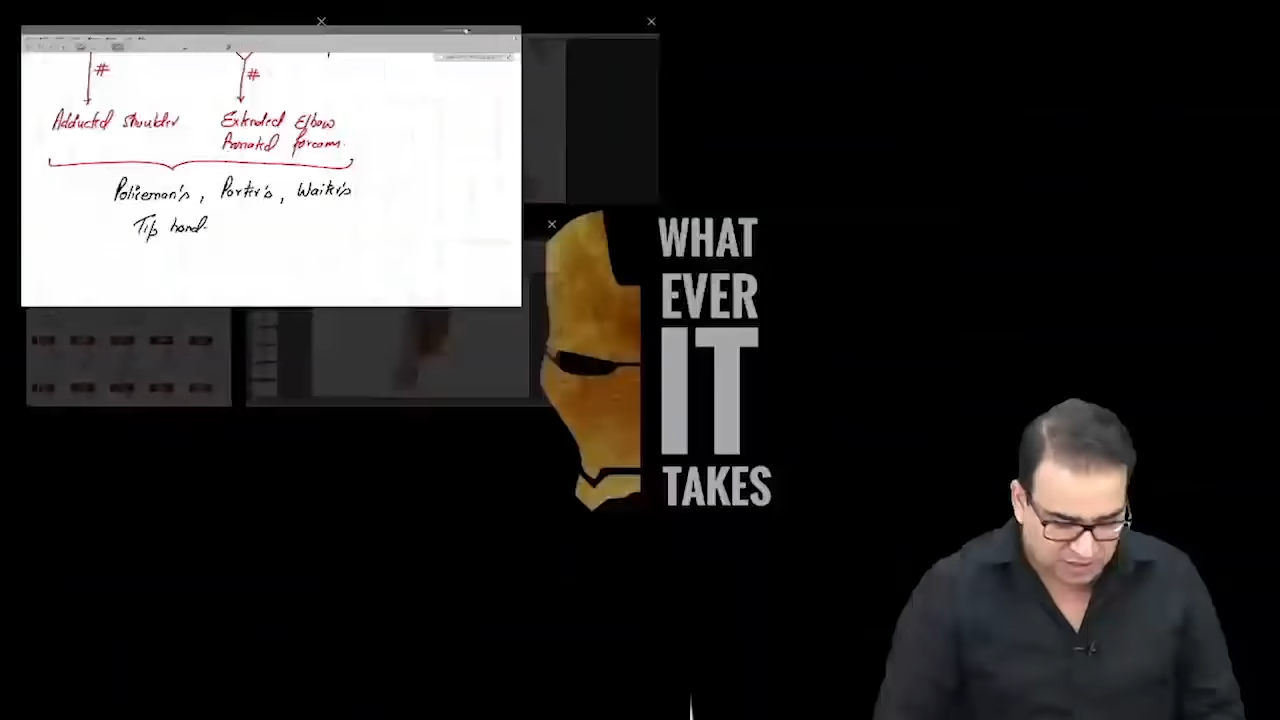 #
#
Adducted shoulder
Extended Elbow
Pronated forearm.
Policeman's, Porter's, Waiter's
Tip hand.
WHAT
EVER
IT
TAKES